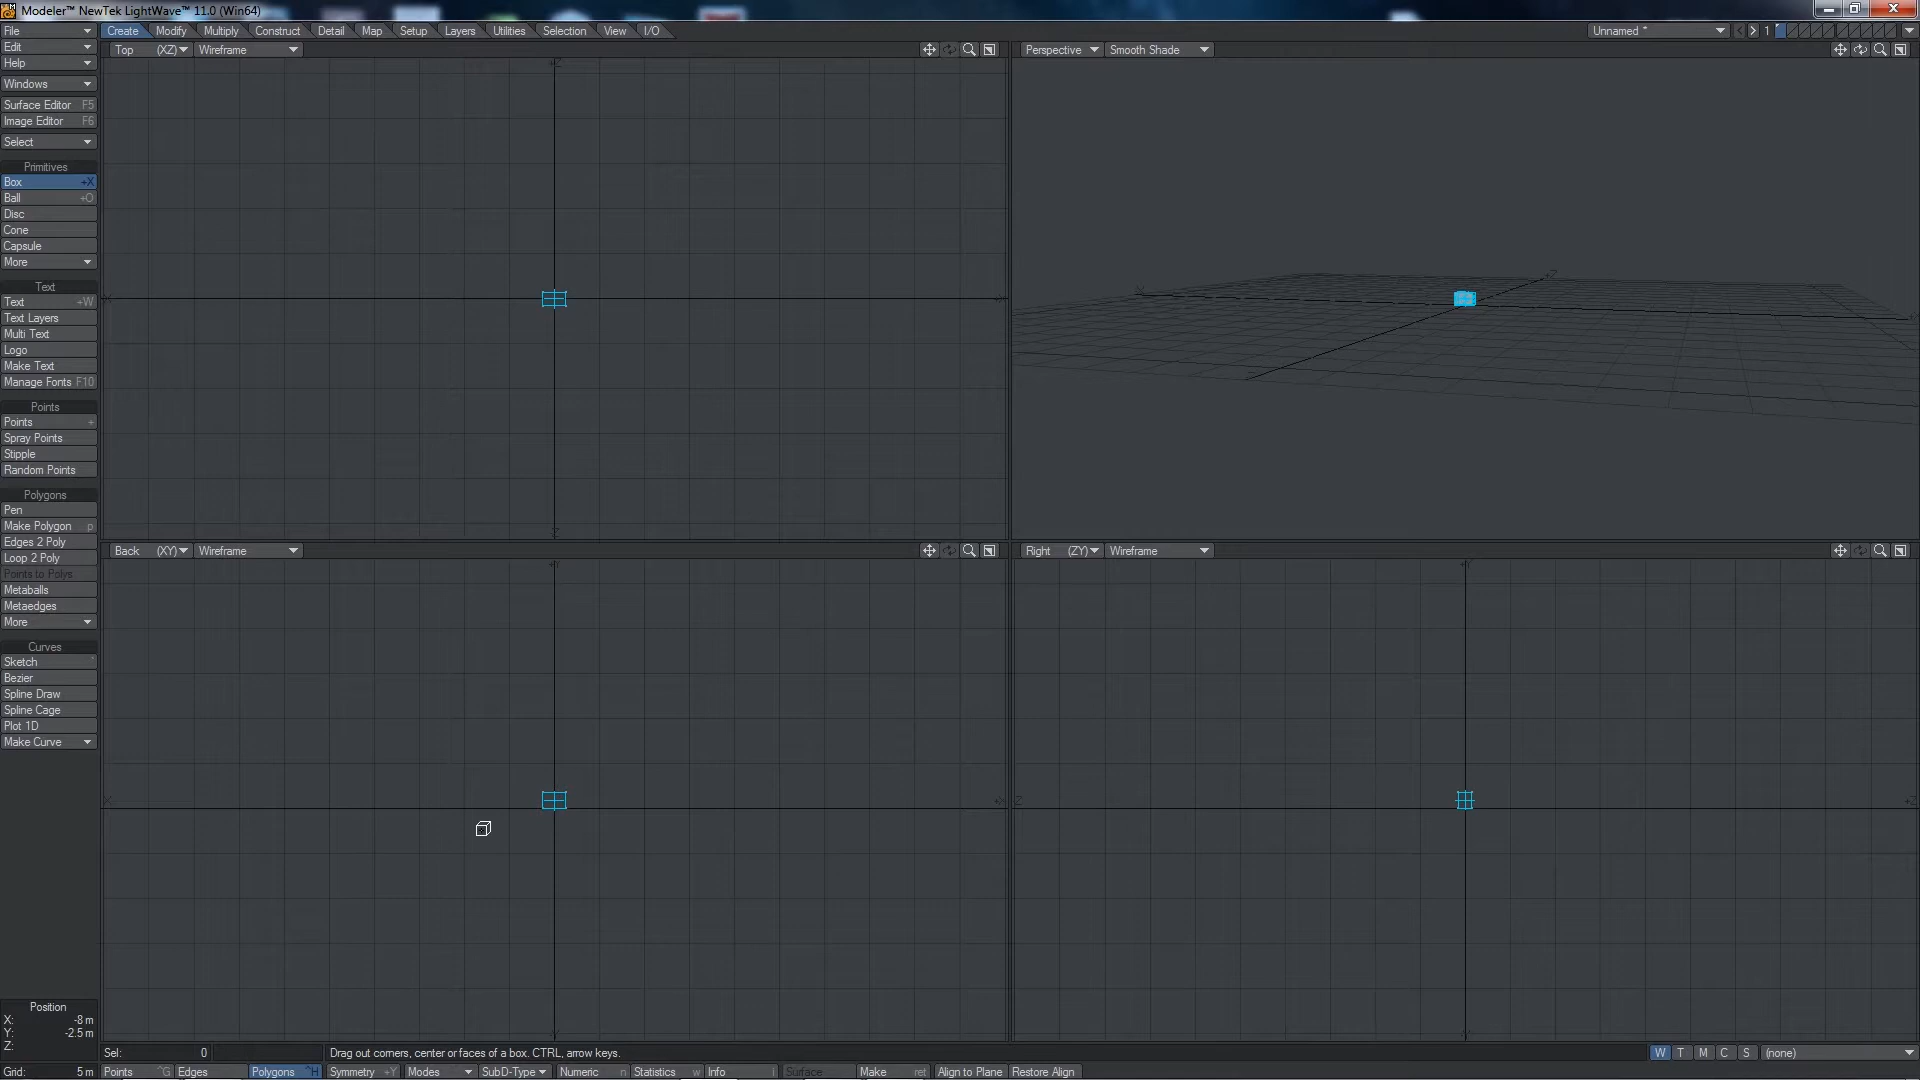 Modeler™ NewTek LightWave™ 11.0 (Win64)
File
Edit
Help
Windows
Surface Editor F5
Image Editor F6
Select
Create Modify Multiply Construct Detail Map Setup Layers Utilities Selection View I/O
Unnamed * < > 1
Top (XZ) Wireframe
Perspective Smooth Shade
Primitives
Box +X
Ball +O
Disc
Cone
Capsule
More
Text
Text +W
Text Layers
Multi Text
Logo
Make Text
Manage Fonts F10
Points
Points +
Spray Points
Stipple
Random Points
Polygons
Pen
Make Polygon p
Edges 2 Poly
Loop 2 Poly
Points to Polys
Metaballs
Metaedges
More
Curves
Sketch
Bezier
Spline Draw
Spline Cage
Plot 1D
Make Curve
Back (XY) Wireframe
Right (ZY) Wireframe
Position
X: -8 m
Y: -2.5 m
Z:
Sel: 0
Drag out corners, center or faces of a box. CTRL, arrow keys.
W T M C S (none)
Grid: 5 m
Points ^G Edges Polygons ^H Symmetry +Y Modes SubD-Type Numeric n Statistics w Info i Surface Make ret Align to Plane Restore Align